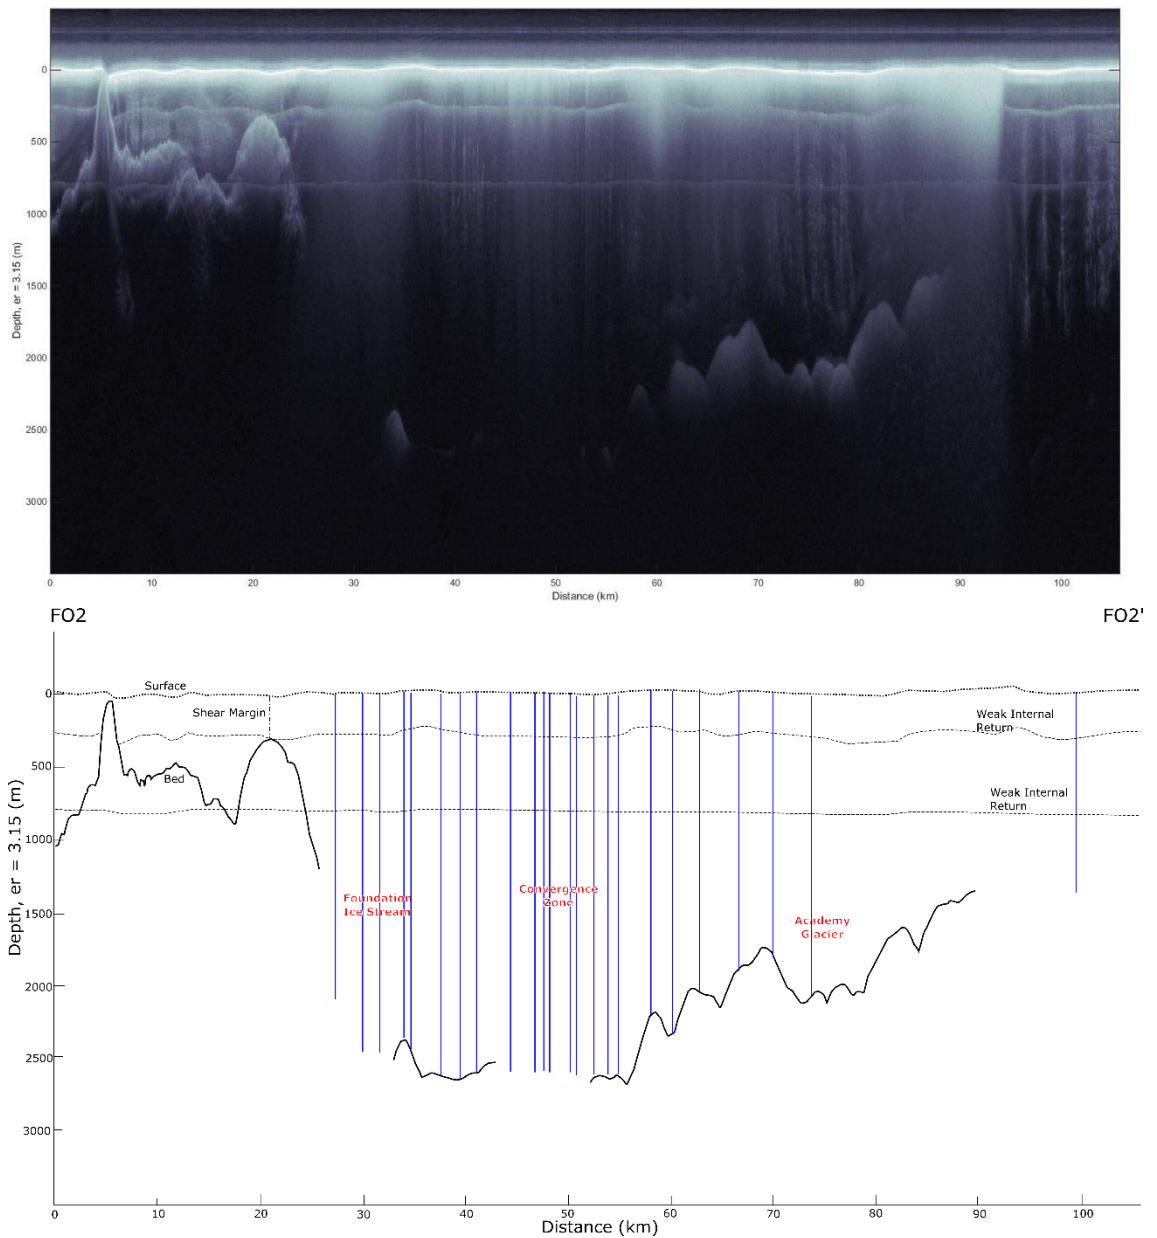 0
500
1000
1500
2000
2500
3000
Depth, er = 3.15 (m)
0 10 20 30 40 50 60 70 80 90 100
Distance (km)
FO2 FO2'
Surface
Shear Margin
Bed
Weak Internal
Return
Weak Internal
Return
Foundation
Ice Stream
Convergence
Zone
Academy
Glacier
0
500
1000
1500
2000
2500
3000
Depth, er = 3.15 (m)
0 10 20 30 40 50 60 70 80 90 100
Distance (km)